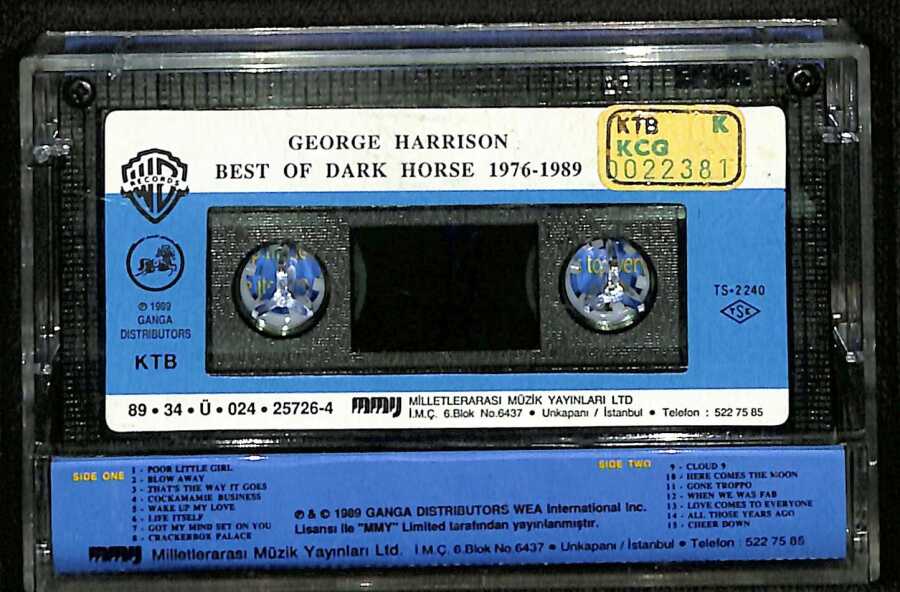 GEORGE HARRISON
BEST OF DARK HORSE 1976-1989
KTB K
KCG
0022381
WB
RECORDS
℗ 1989
GANGA
DISTRIBUTORS
KTB
TS-2240
TSE
89 • 34 • Ü • 024 • 25726-4
mmy MİLLETLERARASI MÜZİK YAYINLARI LTD
İ.M.Ç. 6.Blok No.6437 • Unkapanı / İstanbul • Telefon : 522 75 85
SIDE ONE
1 - POOR LITTLE GIRL
2 - BLOW AWAY
3 - THAT'S THE WAY IT GOES
4 - COCKAMAMIE BUSINESS
5 - WAKE UP MY LOVE
6 - LIFE ITSELF
7 - GOT MY MIND SET ON YOU
8 - CRACKERBOX PALACE
℗ & © 1989 GANGA DISTRIBUTORS WEA International Inc.
Lisansı ile "MMY" Limited tarafından yayınlanmıştır.
SIDE TWO
9 - CLOUD 9
10 - HERE COMES THE MOON
11 - GONE TROPPO
12 - WHEN WE WAS FAB
13 - LOVE COMES TO EVERYONE
14 - ALL THOSE YEARS AGO
15 - CHEER DOWN
mmy Milletlerarası Müzik Yayınları Ltd. İ.M.Ç. 6.Blok No.6437 • Unkapanı / İstanbul • Telefon : 522 75 85